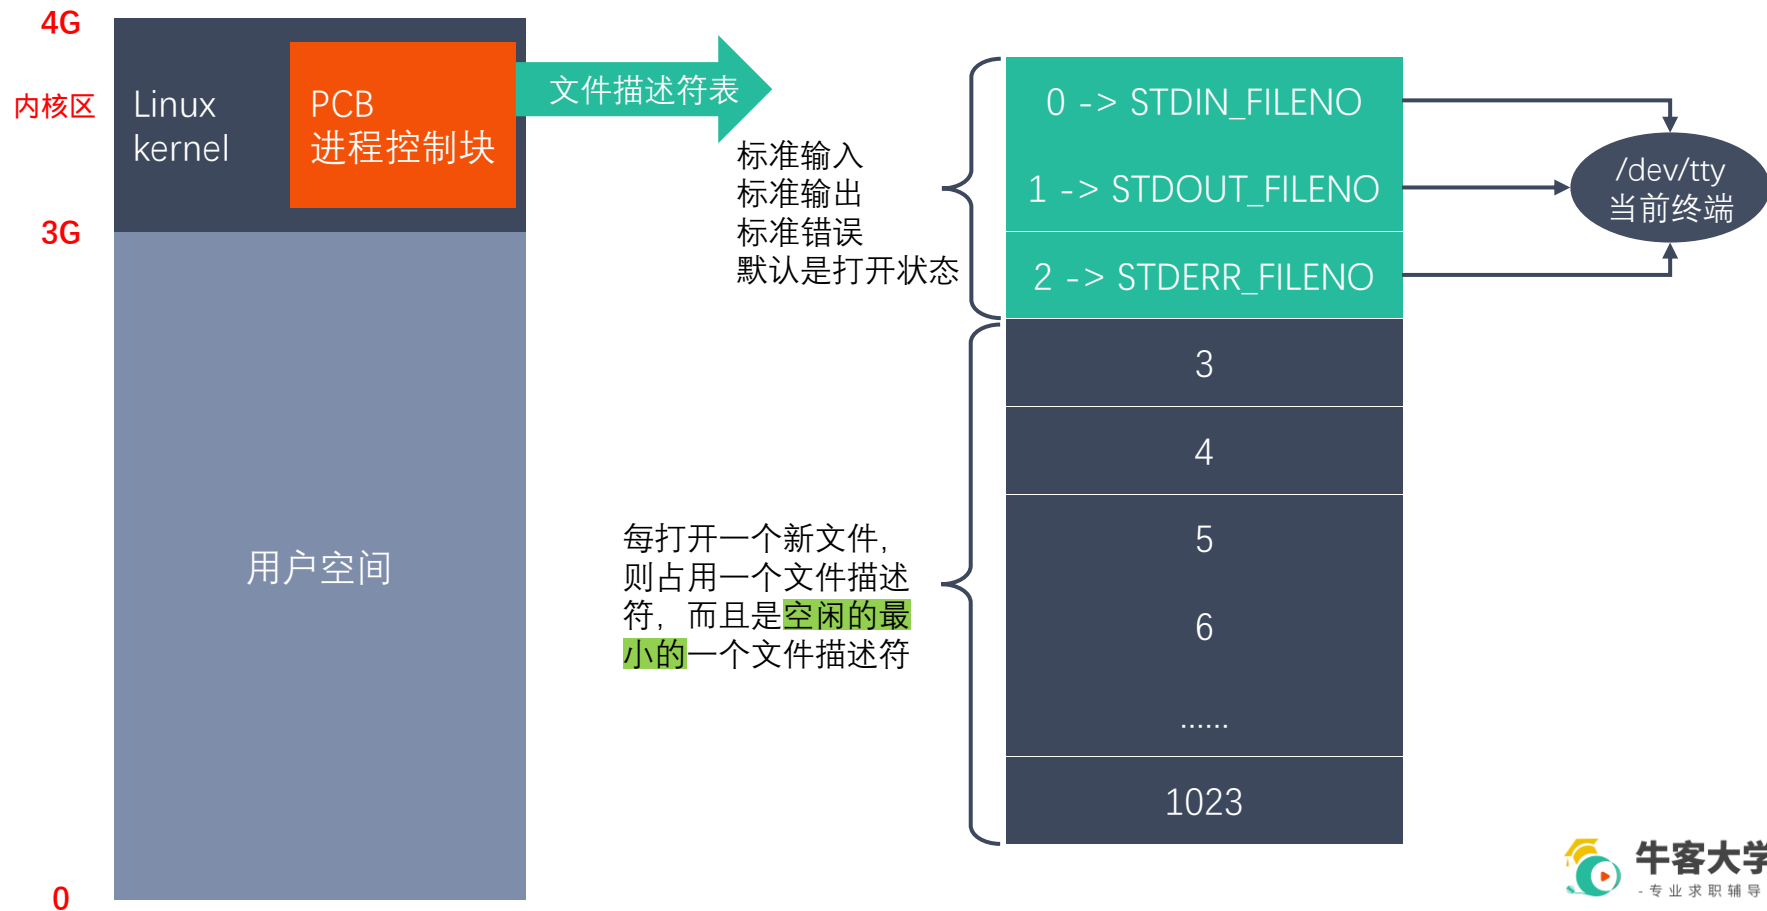 4G
内核区
Linux
kernel
PCB
进程控制块
文件描述符表
3G
用户空间
0
标准输入
标准输出
标准错误
默认是打开状态
每打开一个新文件,
则占用一个文件描述
符，而且是空闲的最
小的一个文件描述符
0 -> STDIN_FILENO
1 -> STDOUT_FILENO
2 -> STDERR_FILENO
3
4
5
6
......
1023
/dev/tty
当前终端
牛客大学
-专业求职辅导